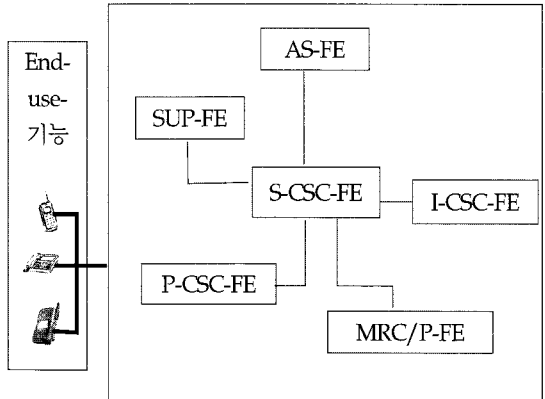 End-
use-
기능
AS-FE
SUP-FE
S-CSC-FE
I-CSC-FE
P-CSC-FE
MRC/P-FE